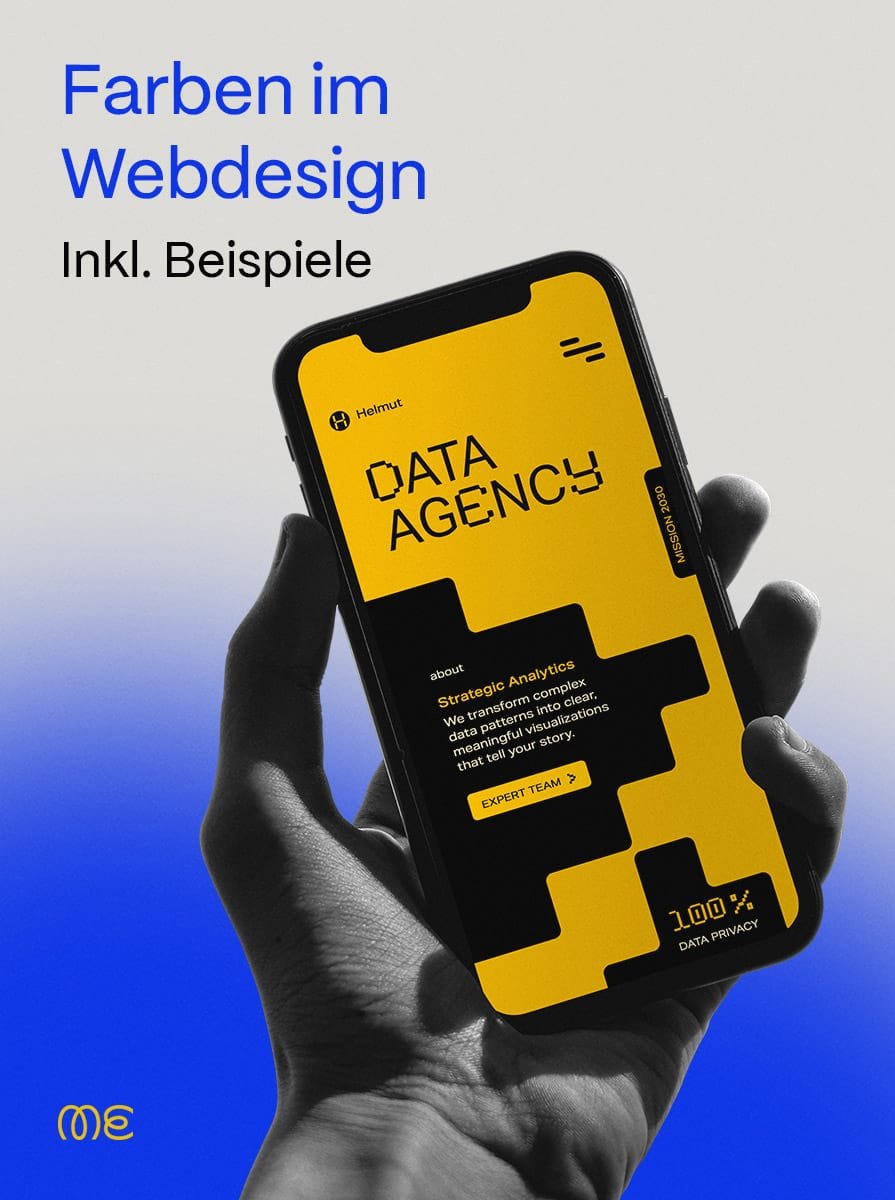 Farben im
Webdesign
Inkl. Beispiele
Helmut
DATA
AGENCY
MISSION 2030
about
Strategic Analytics
We transform complex
data patterns into clear,
meaningful visualizations
that tell your story.
EXPERT TEAM
100%
DATA PRIVACY
ME